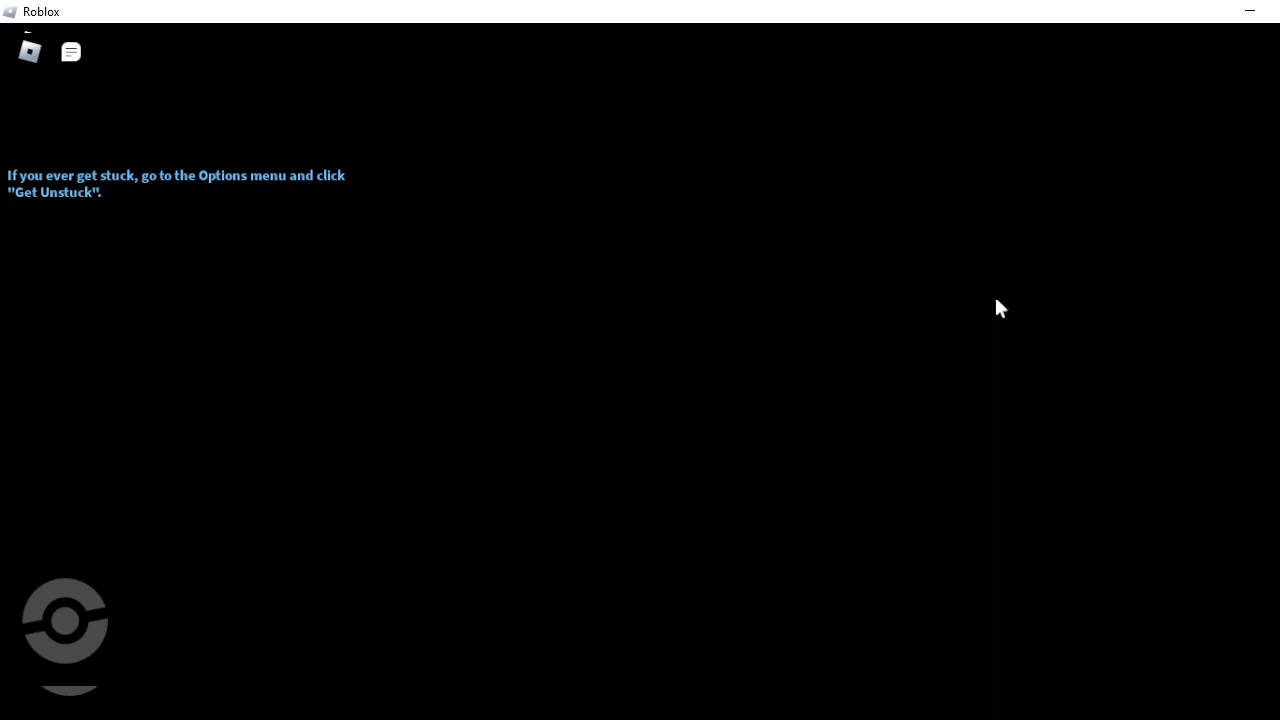 Roblox
If you ever get stuck, go to the Options menu and click
"Get Unstuck".